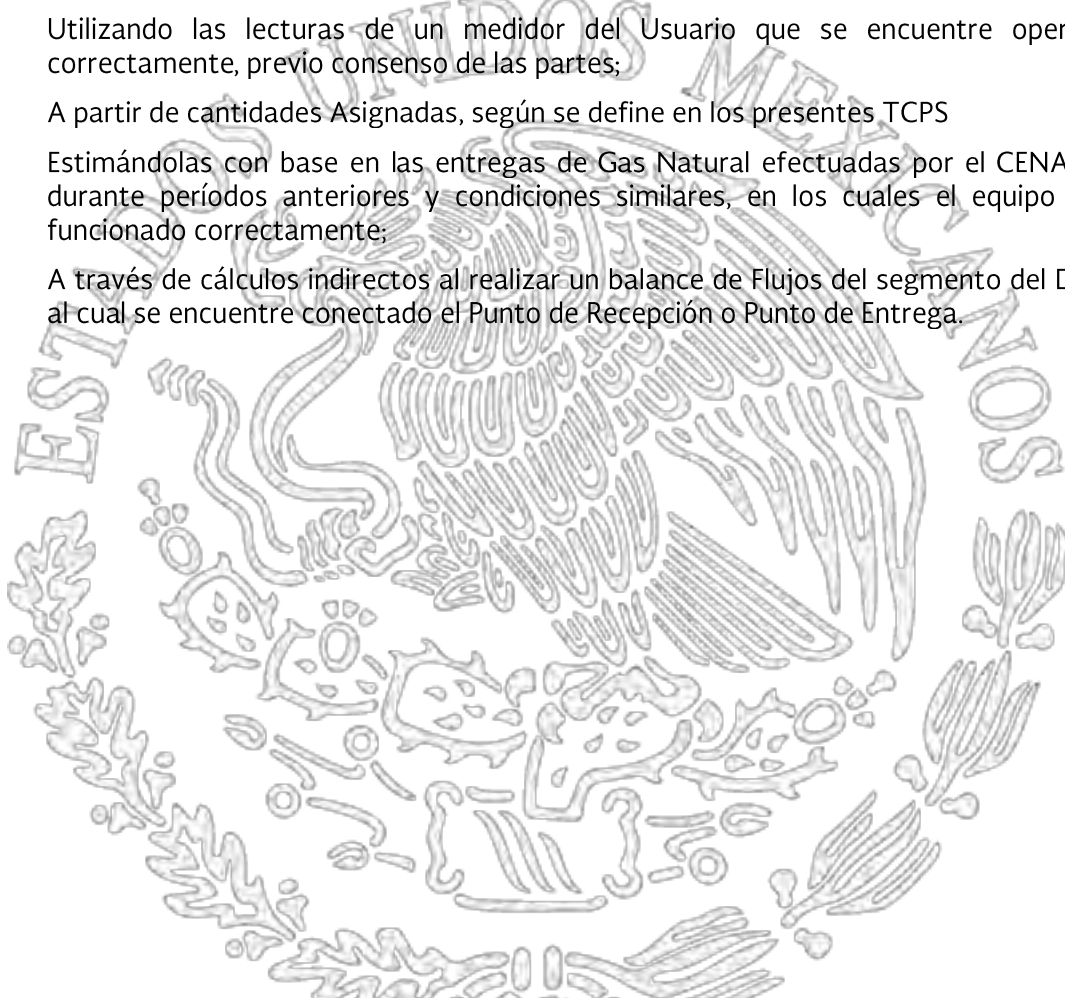 Utilizando las lecturas de un medidor del Usuario que se encuentre oper
correctamente, previo consenso de las partes;
A partir de cantidades Asignadas, según se define en los presentes TCPS
Estimándolas con base en las entregas de Gas Natural efectuadas por el CENA
durante períodos anteriores y condiciones similares, en los cuales el equipo
funcionado correctamente;
A través de cálculos indirectos al realizar un balance de Flujos del segmento del D
al cual se encuentre conectado el Punto de Recepción o Punto de Entrega.
ESTADOS UNIDOS MEXICANOS